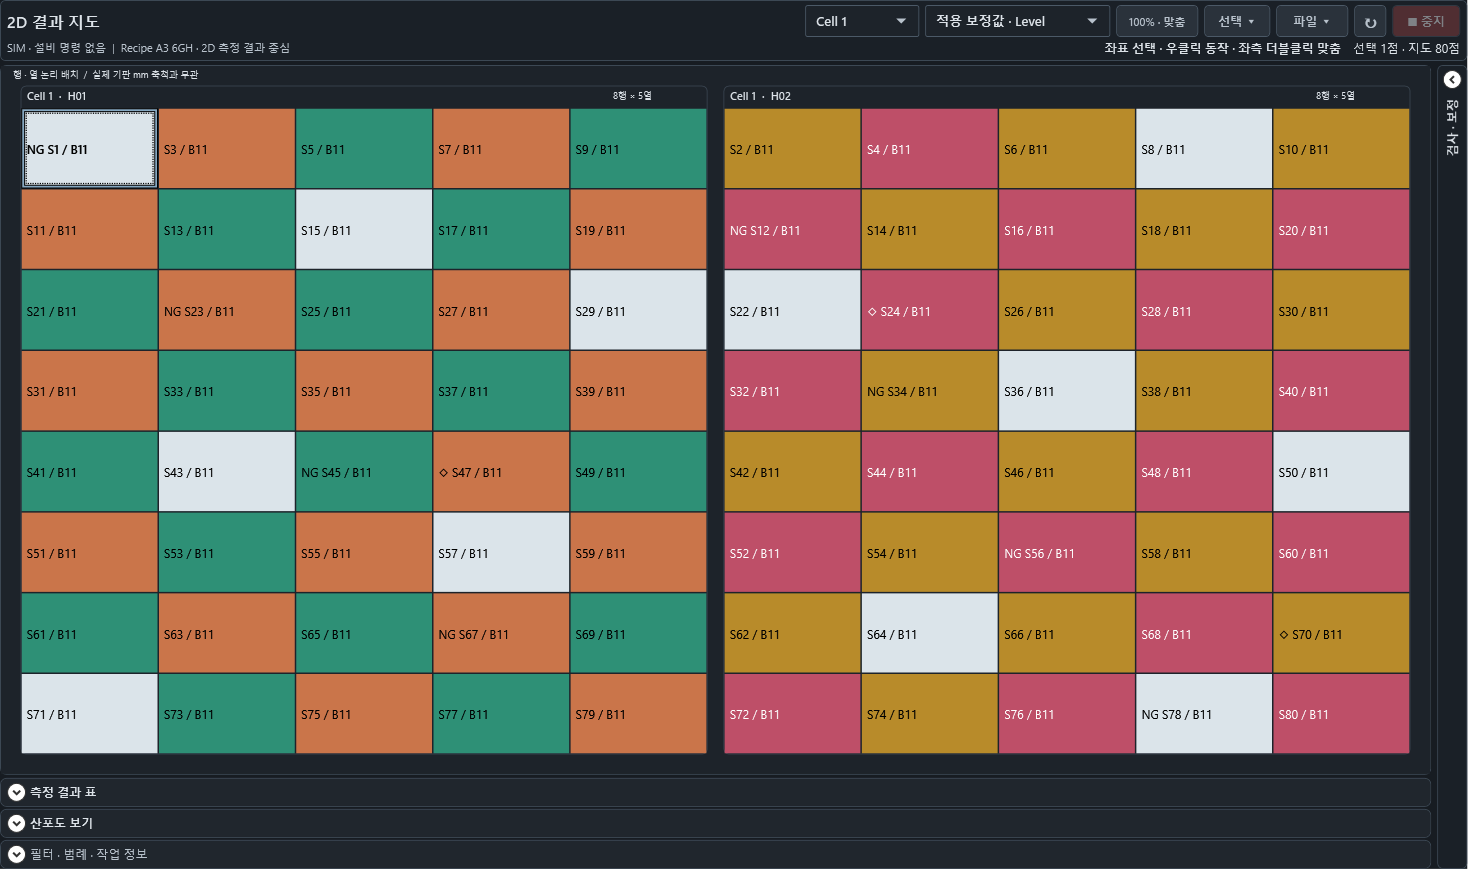 2D 결과 지도
Cell 1
적용 보정값 · Level
100% · 맞춤
선택
파일
중지
SIM · 설비 명령 없음 | Recipe A3 6GH · 2D 측정 결과 중심
좌표 선택 · 우클릭 동작 · 좌측 더블클릭 맞춤 선택 1점 · 지도 80점
행 · 열 논리 배치 / 실제 기판 mm 축척과 무관
검사 · 보정
Cell 1 · H01 8행 × 5열
NG S1 / B11 S3 / B11 S5 / B11 S7 / B11 S9 / B11
S11 / B11 S13 / B11 S15 / B11 S17 / B11 S19 / B11
S21 / B11 NG S23 / B11 S25 / B11 S27 / B11 S29 / B11
S31 / B11 S33 / B11 S35 / B11 S37 / B11 S39 / B11
S41 / B11 S43 / B11 NG S45 / B11 ◇ S47 / B11 S49 / B11
S51 / B11 S53 / B11 S55 / B11 S57 / B11 S59 / B11
S61 / B11 S63 / B11 S65 / B11 NG S67 / B11 S69 / B11
S71 / B11 S73 / B11 S75 / B11 S77 / B11 S79 / B11
Cell 1 · H02 8행 × 5열
S2 / B11 S4 / B11 S6 / B11 S8 / B11 S10 / B11
NG S12 / B11 S14 / B11 S16 / B11 S18 / B11 S20 / B11
S22 / B11 ◇ S24 / B11 S26 / B11 S28 / B11 S30 / B11
S32 / B11 NG S34 / B11 S36 / B11 S38 / B11 S40 / B11
S42 / B11 S44 / B11 S46 / B11 S48 / B11 S50 / B11
S52 / B11 S54 / B11 NG S56 / B11 S58 / B11 S60 / B11
S62 / B11 S64 / B11 S66 / B11 S68 / B11 ◇ S70 / B11
S72 / B11 S74 / B11 S76 / B11 NG S78 / B11 S80 / B11
측정 결과 표
산포도 보기
필터 · 범례 · 작업 정보